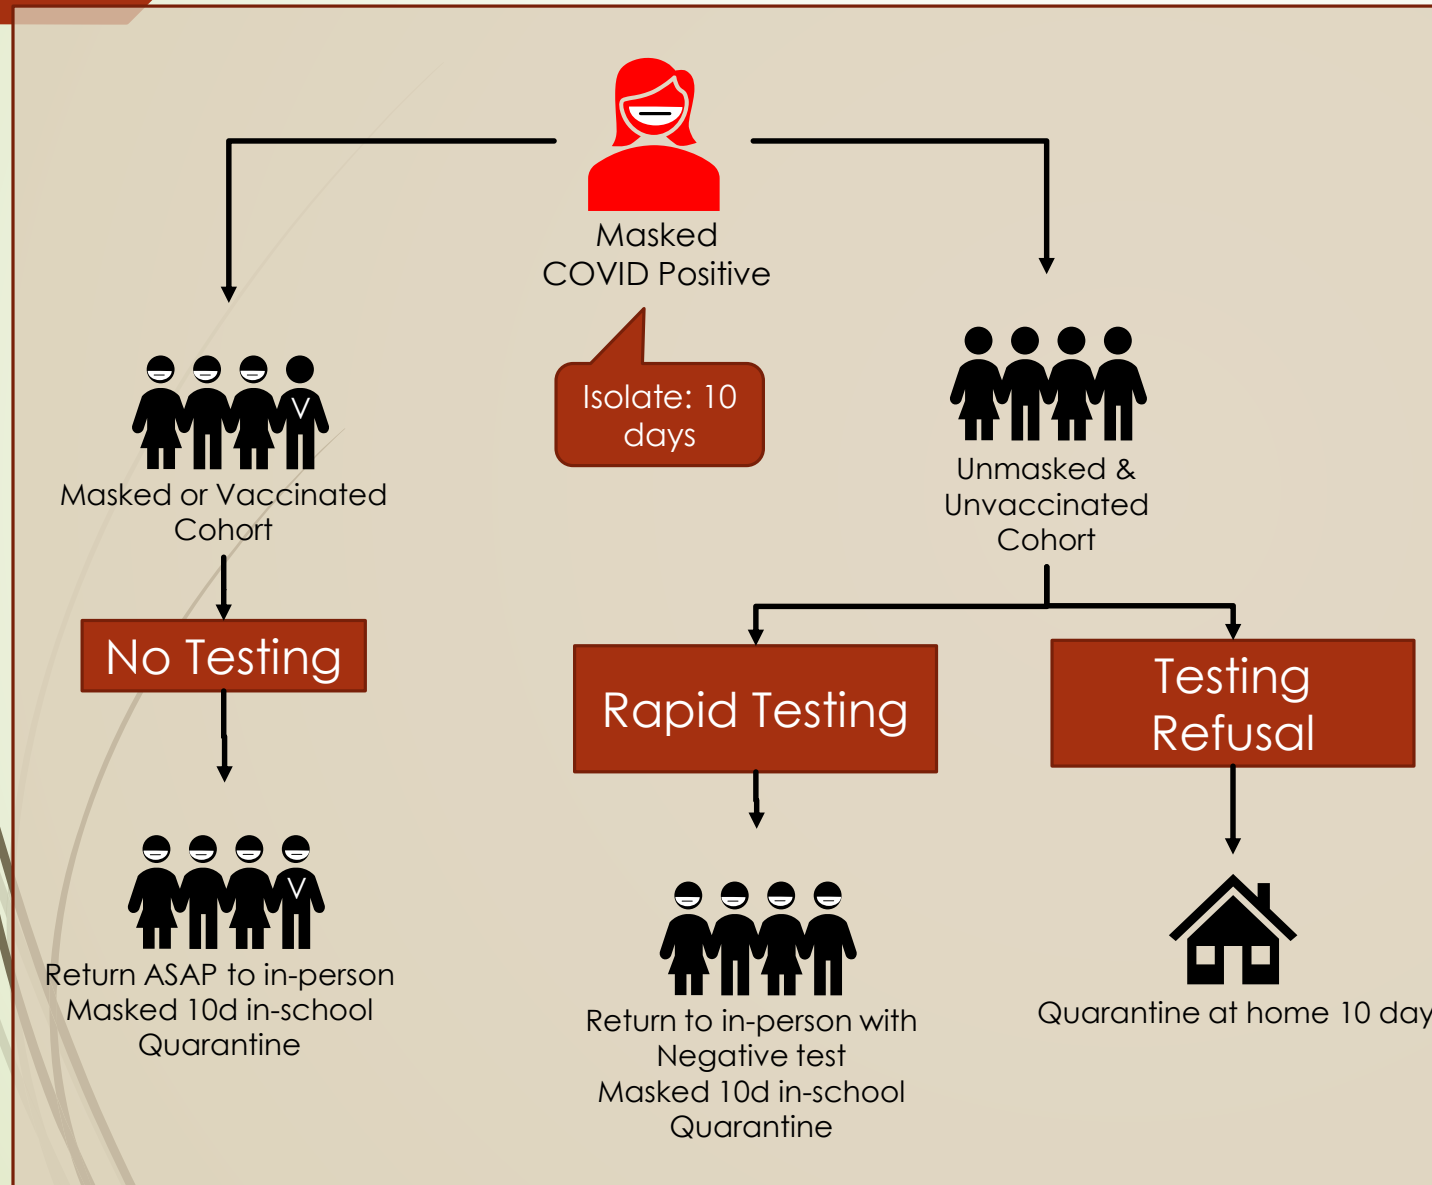 Masked
COVID Positive
Isolate: 10
days
Masked or Vaccinated
Cohort
Unmasked &
Unvaccinated
Cohort
No Testing
Rapid Testing
Testing
Refusal
V
V
Return ASAP to in-person
Masked 10d in-school
Quarantine
Return to in-person with
Negative test
Masked 10d in-school
Quarantine
Quarantine at home 10 day